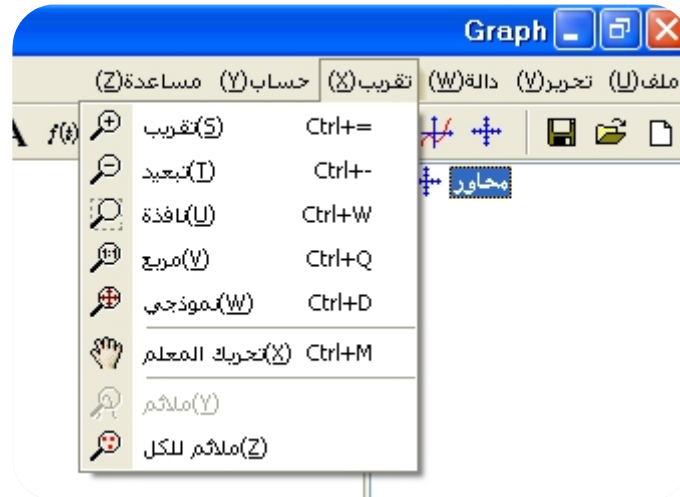 Graph
ملف(U) تحرير(V) دالة(W) تقريب(X) حساب(Y) مساعدة(Z)
f(t)
محاور
تقريب(S) Ctrl+=
تبعيد(T) Ctrl+-
نافذة(U) Ctrl+W
مربع(V) Ctrl+Q
نموذجي(W) Ctrl+D
تحريك المعلم(X) Ctrl+M
ملائم(Y)
ملائم للكل(Z)